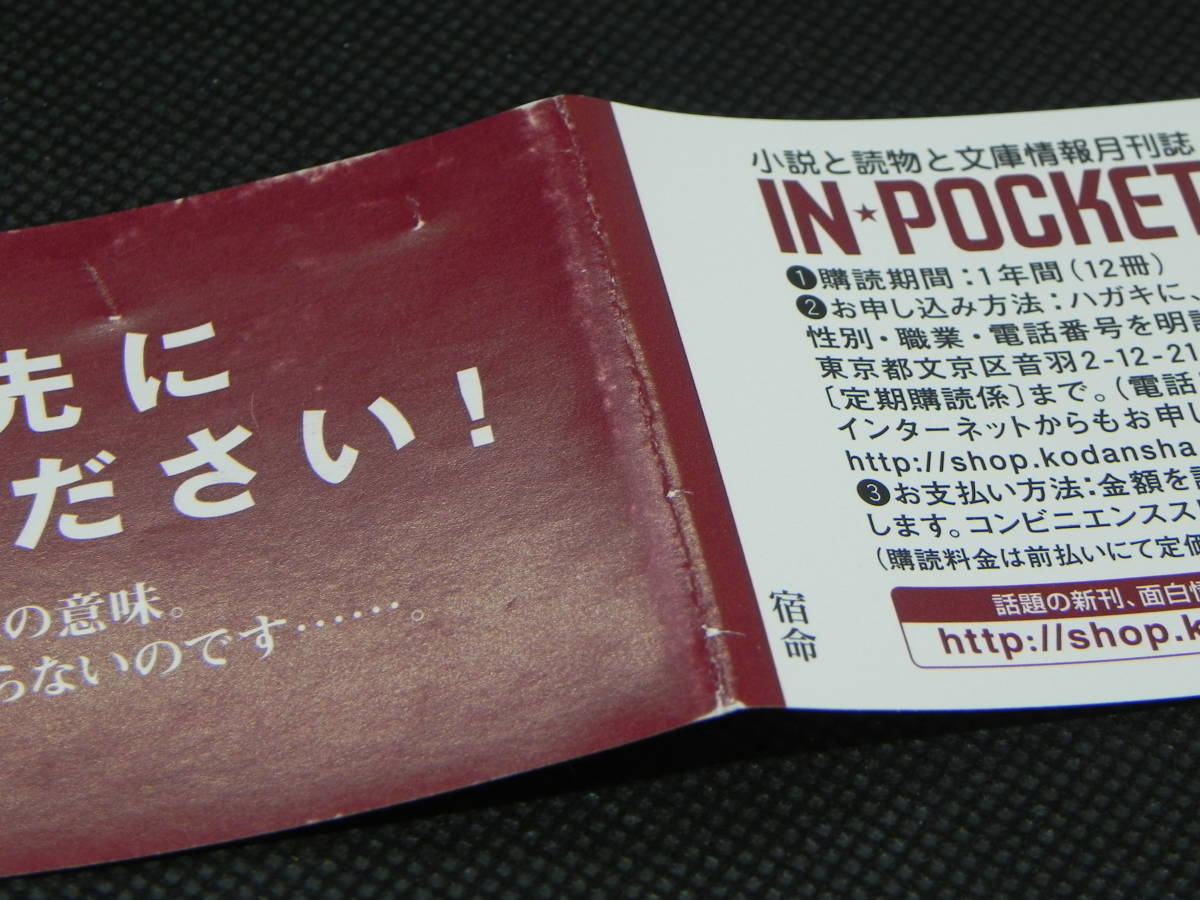 先に
ださい！
の意味。
らないのです……。
小説と読物と文庫情報月刊誌
IN★POCKET
❶購読期間：1年間（12冊）
❷お申し込み方法：ハガキに、
性別・職業・電話番号を明記
東京都文京区音羽2-12-21
〔定期購読係〕まで。（電話
インターネットからもお申し
http://shop.kodansha
❸お支払い方法：金額を
します。コンビニエンススト
（購読料金は前払いにて定価
宿命
話題の新刊、面白情
http://shop.k